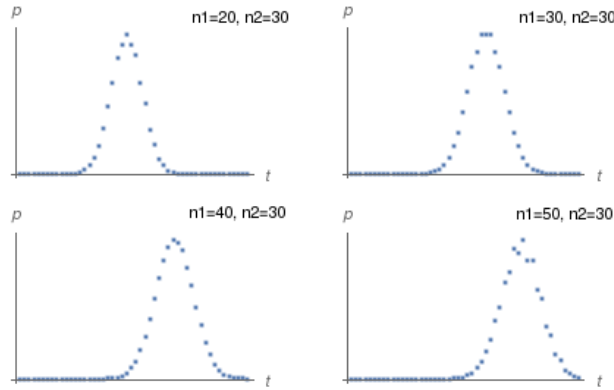 p
n1=20, n2=30
t
p
n1=30, n2=30
t
p
n1=40, n2=30
t
p
n1=50, n2=30
t